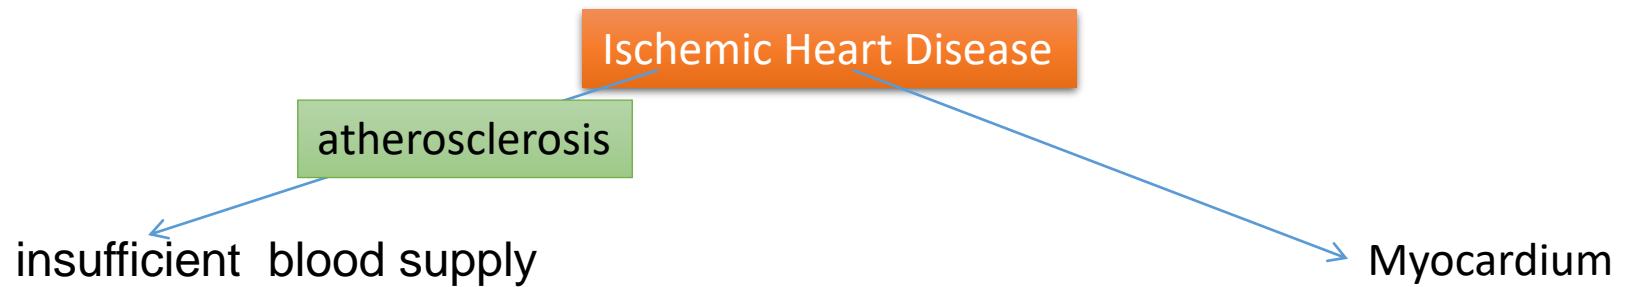 Ischemic Heart Disease
atherosclerosis
insufficient  blood supply
Myocardium